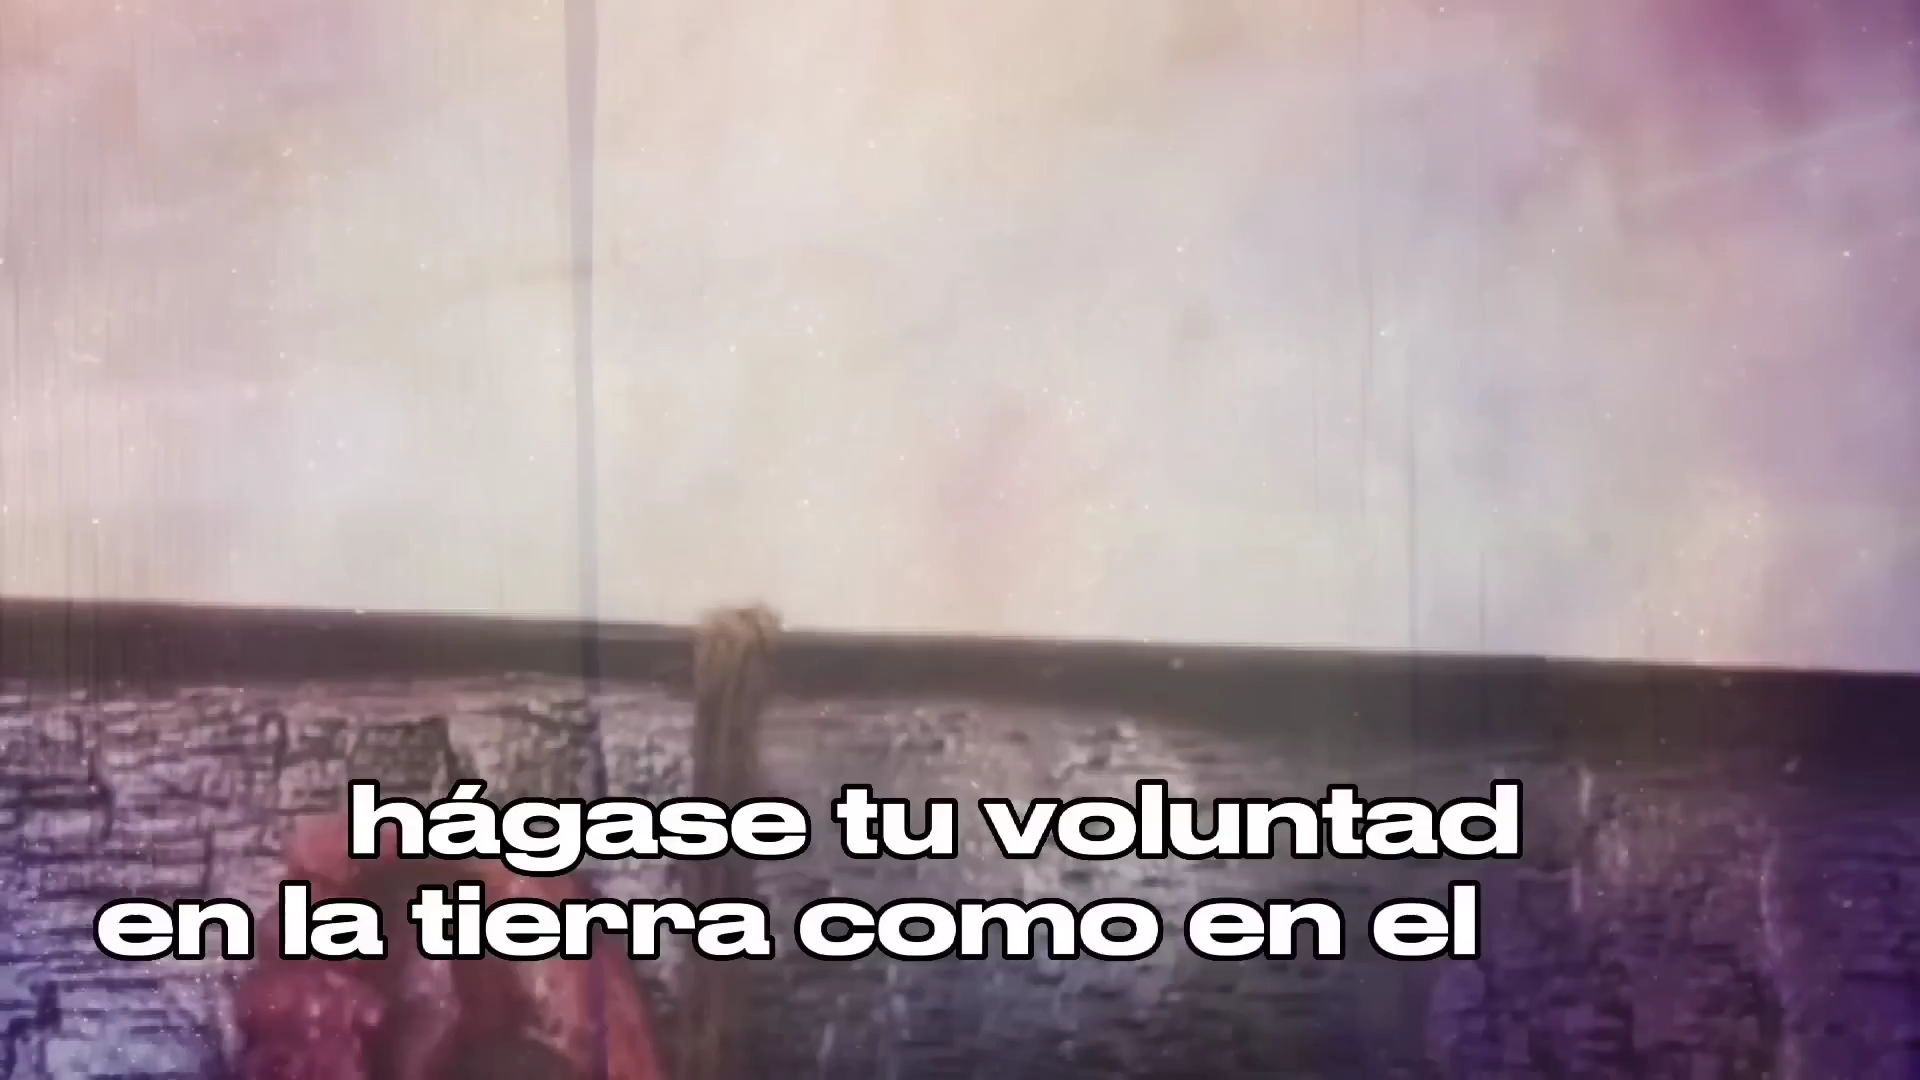 hágase tu voluntad
en la tierra como en el